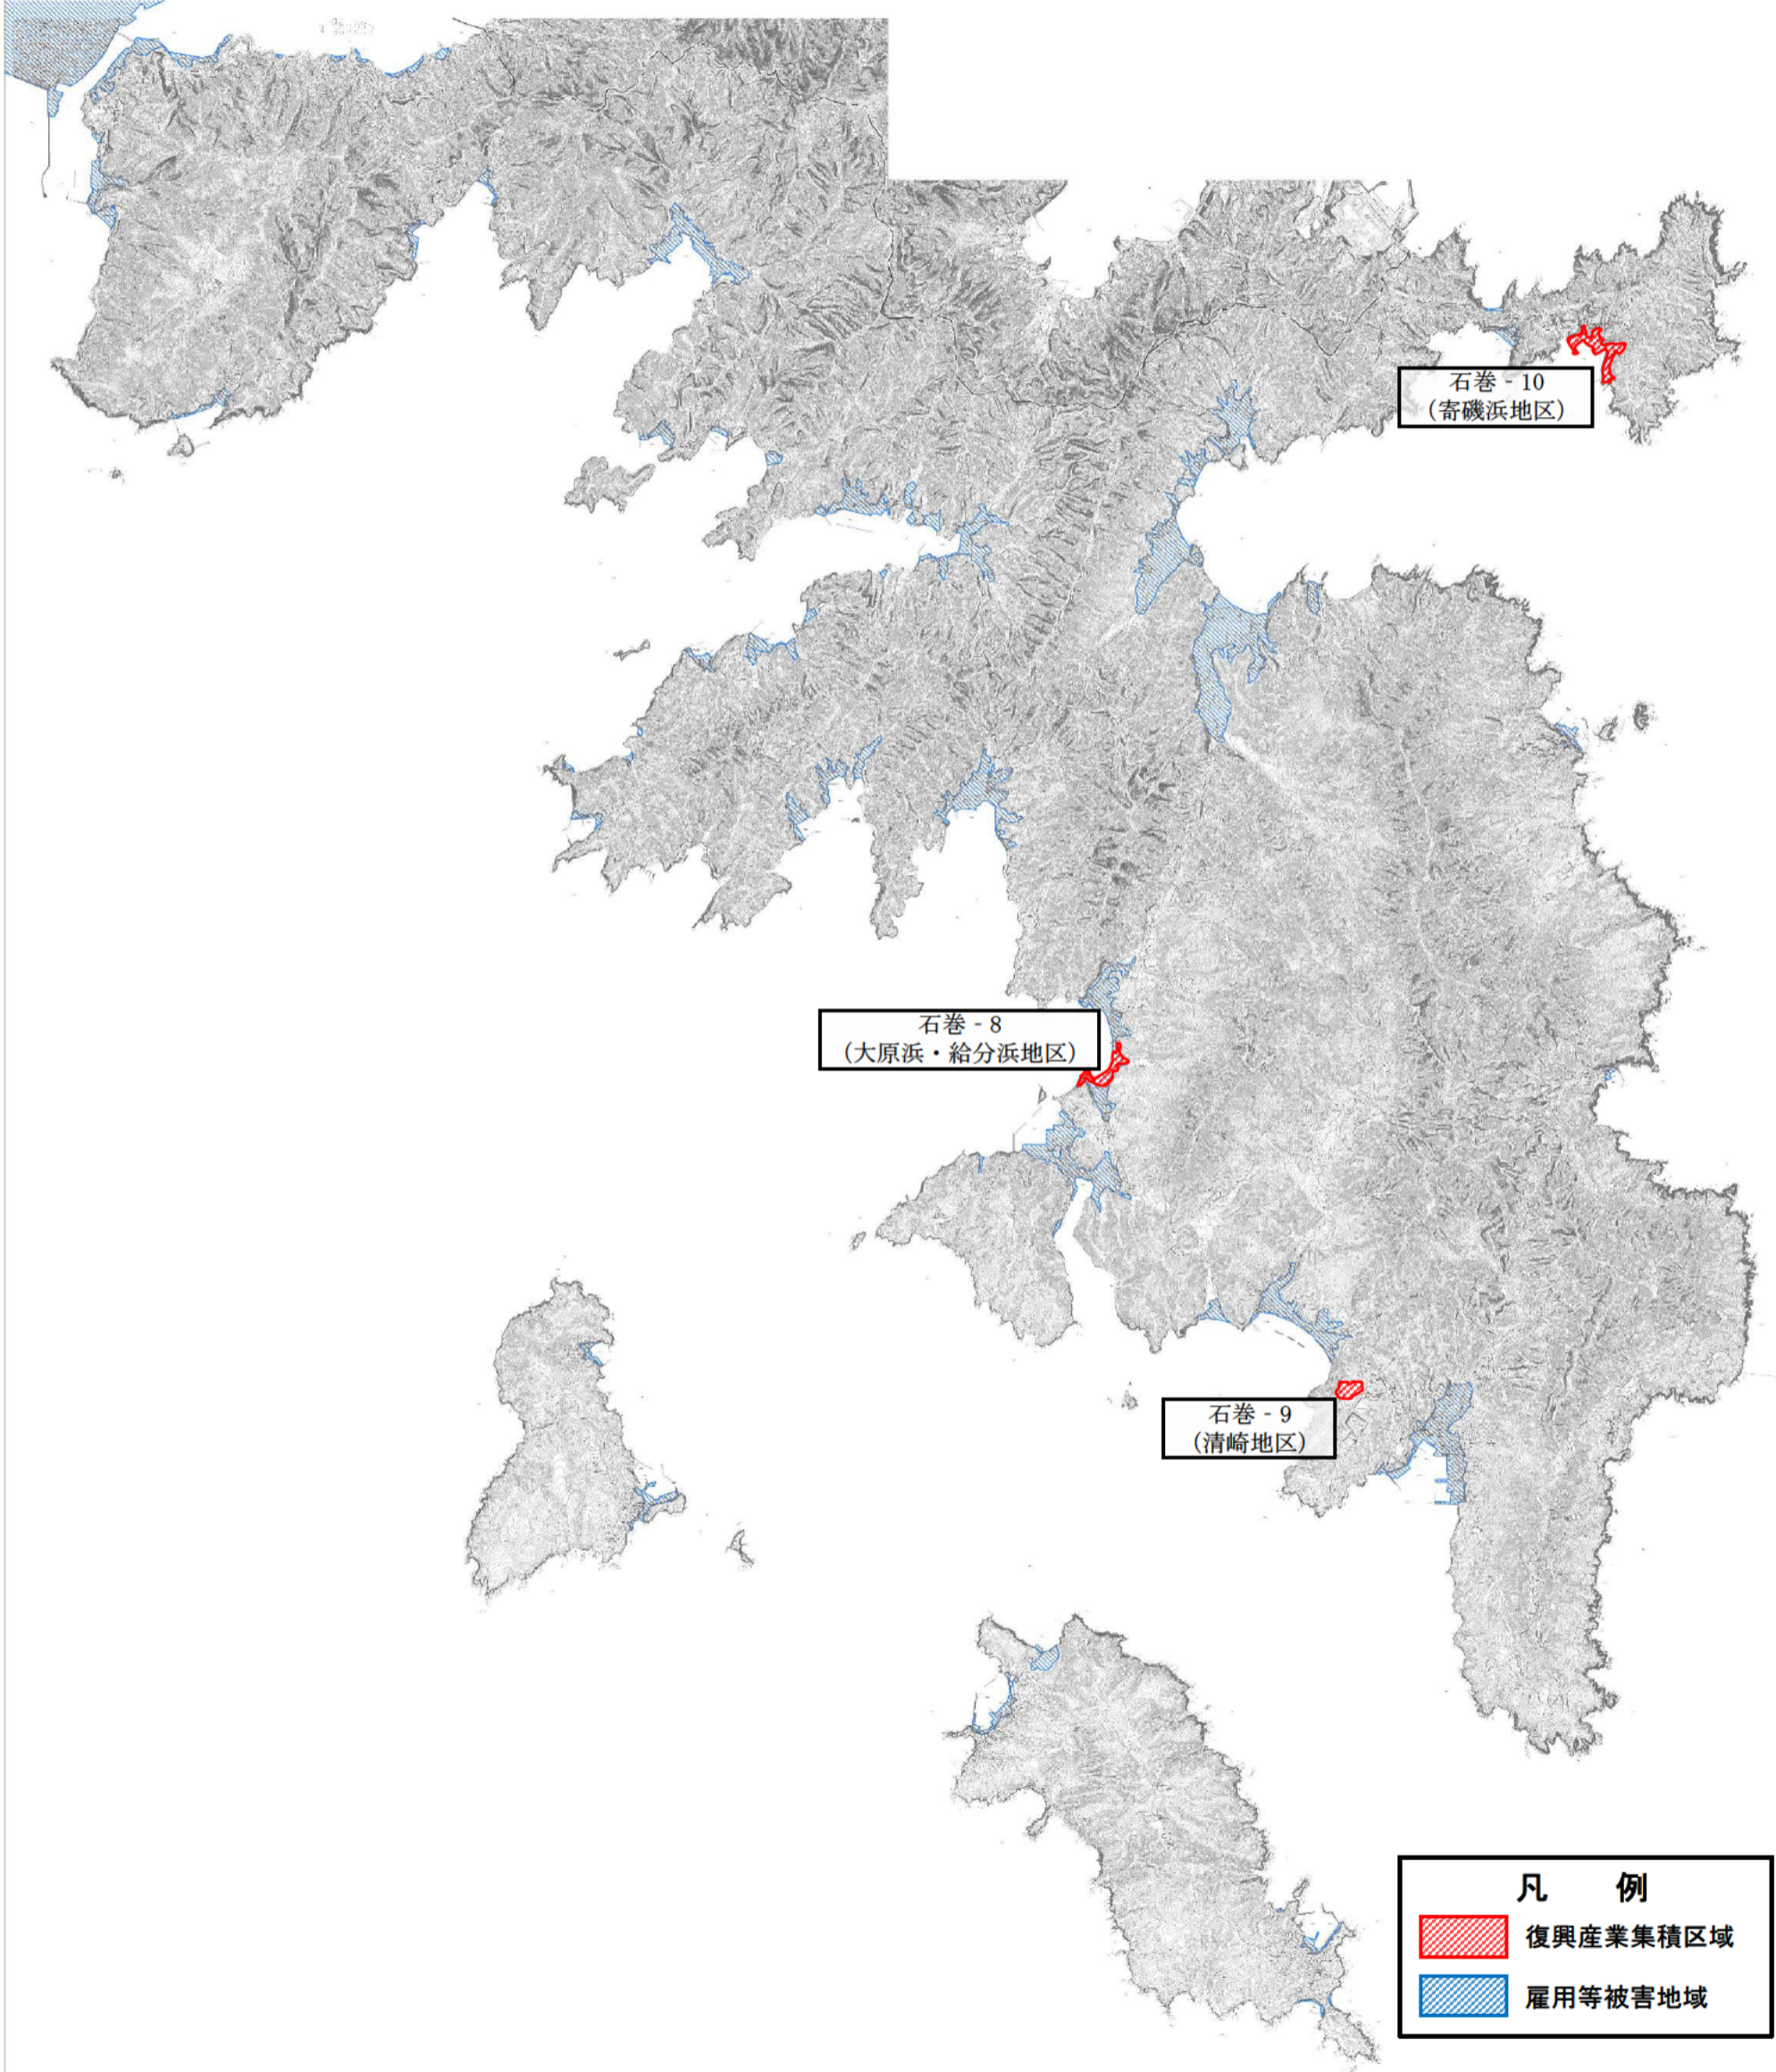 石巻 - 10
（寄磯浜地区）
石巻 - 8
（大原浜・給分浜地区）
石巻 - 9
（清崎地区）
凡　例
復興産業集積区域
雇用等被害地域